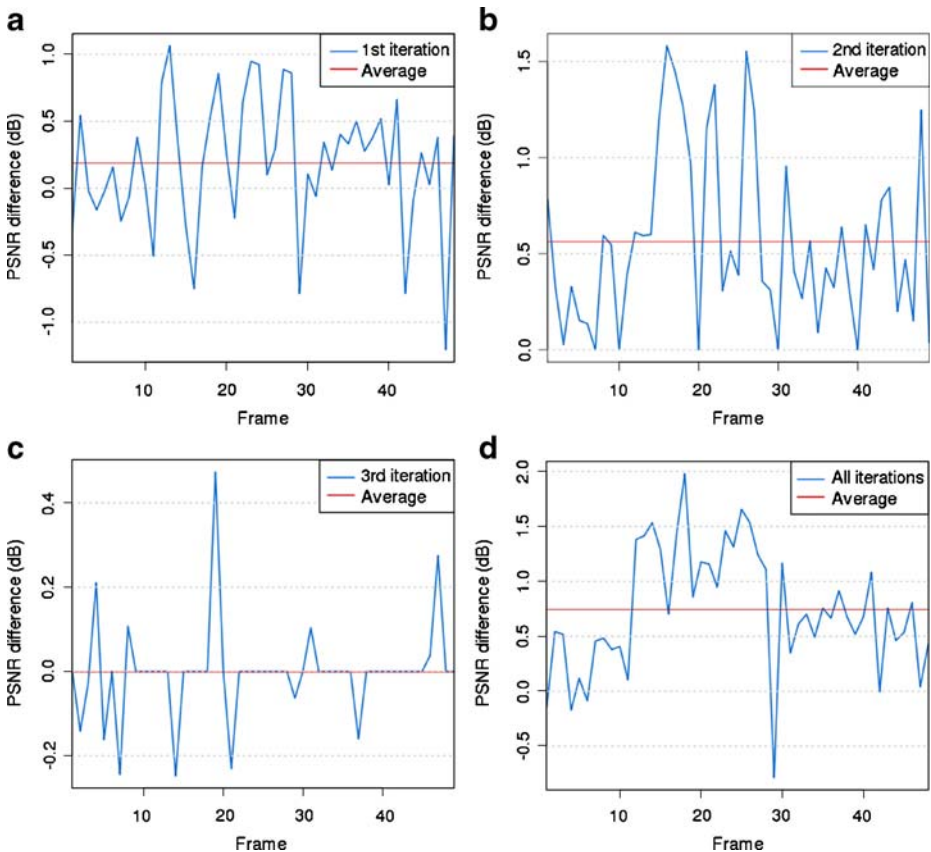 a
1st iteration
Average
PSNR difference (dB)
1.0
0.5
0.0
-0.5
-1.0
10 20 30 40
Frame
b
2nd iteration
Average
PSNR difference (dB)
1.5
1.0
0.5
0.0
10 20 30 40
Frame
c
3rd iteration
Average
PSNR difference (dB)
0.4
0.2
0.0
-0.2
10 20 30 40
Frame
d
All iterations
Average
PSNR difference (dB)
2.0
1.5
1.0
0.5
0.0
-0.5
10 20 30 40
Frame